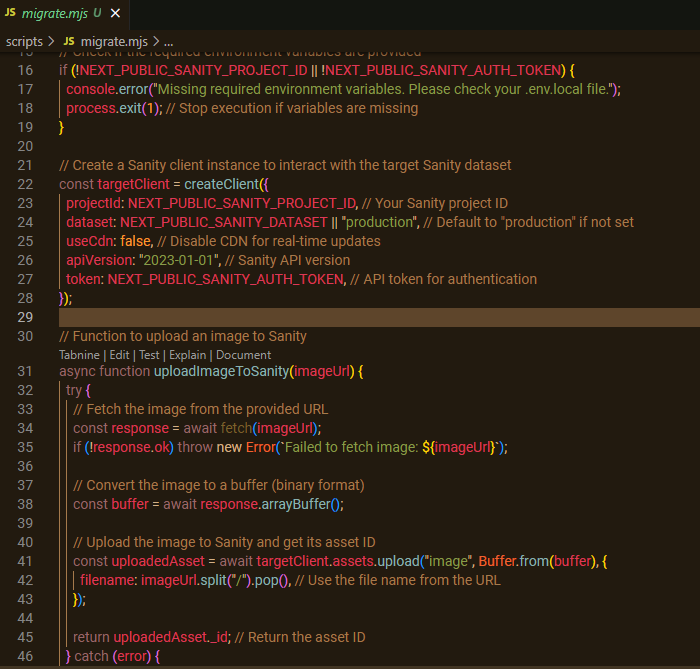 JS migrate.mjs U ×
scripts > JS migrate.mjs > ...
15 // Check if the required environment variables are provided
16 if (!NEXT_PUBLIC_SANITY_PROJECT_ID || !NEXT_PUBLIC_SANITY_AUTH_TOKEN) {
17 console.error("Missing required environment variables. Please check your .env.local file.");
18 process.exit(1); // Stop execution if variables are missing
19 }
20
21 // Create a Sanity client instance to interact with the target Sanity dataset
22 const targetClient = createClient({
23 projectId: NEXT_PUBLIC_SANITY_PROJECT_ID, // Your Sanity project ID
24 dataset: NEXT_PUBLIC_SANITY_DATASET || "production", // Default to "production" if not set
25 useCdn: false, // Disable CDN for real-time updates
26 apiVersion: "2023-01-01", // Sanity API version
27 token: NEXT_PUBLIC_SANITY_AUTH_TOKEN, // API token for authentication
28 });
29
30 // Function to upload an image to Sanity
Tabnine | Edit | Test | Explain | Document
31 async function uploadImageToSanity(imageUrl) {
32 try {
33 // Fetch the image from the provided URL
34 const response = await fetch(imageUrl);
35 if (!response.ok) throw new Error(`Failed to fetch image: ${imageUrl}`);
36
37 // Convert the image to a buffer (binary format)
38 const buffer = await response.arrayBuffer();
39
40 // Upload the image to Sanity and get its asset ID
41 const uploadedAsset = await targetClient.assets.upload("image", Buffer.from(buffer), {
42 filename: imageUrl.split("/").pop(), // Use the file name from the URL
43 });
44
45 return uploadedAsset._id; // Return the asset ID
46 } catch (error) {